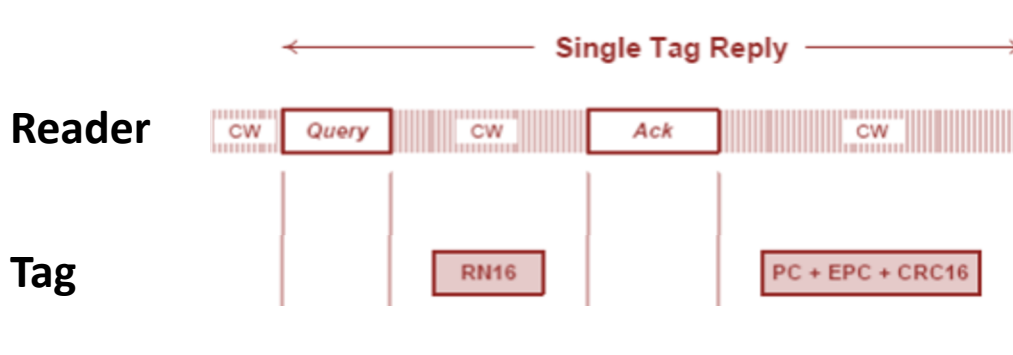 Single Tag Reply
Reader CW Query CW Ack CW
Tag RN16 PC + EPC + CRC16